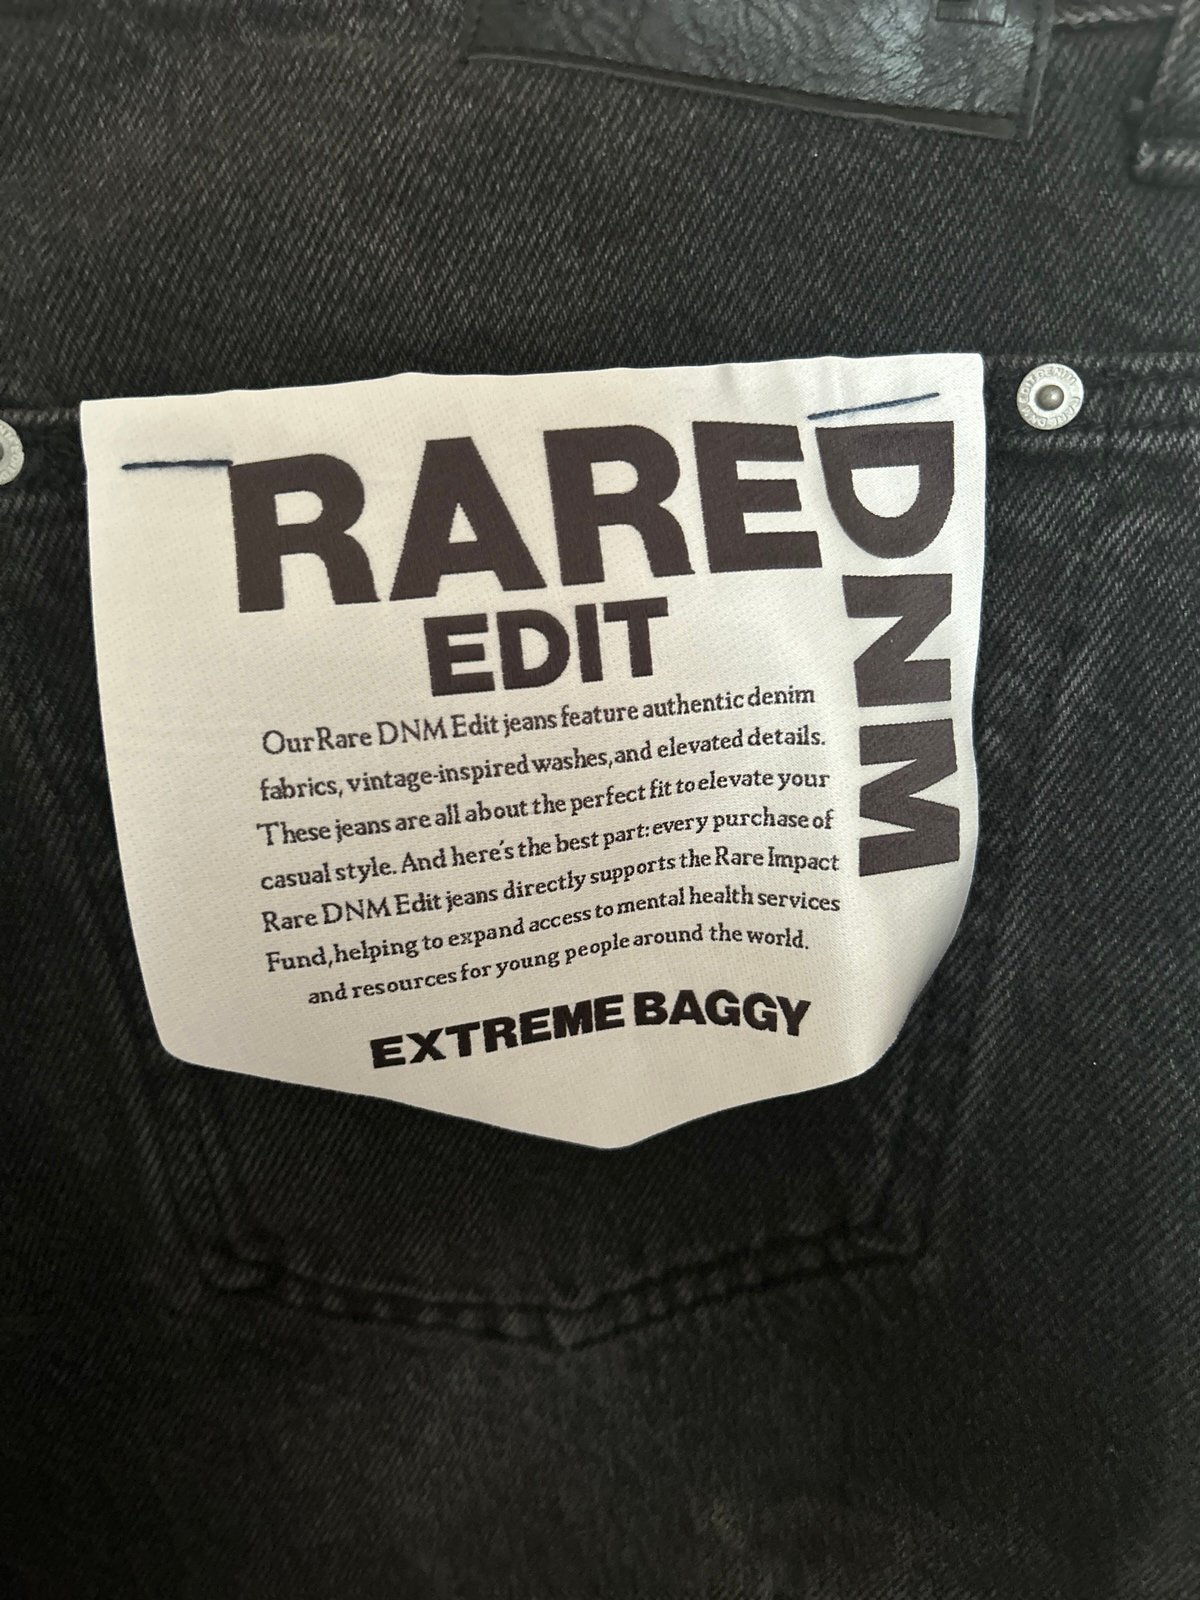 RARE
DNM
EDIT
Our Rare DNM Edit jeans feature authentic denim
fabrics, vintage-inspired washes, and elevated details.
These jeans are all about the perfect fit to elevate your
casual style. And here's the best part: every purchase of
Rare DNM Edit jeans directly supports the Rare Impact
Fund, helping to expand access to mental health services
and resources for young people around the world.
EXTREME BAGGY